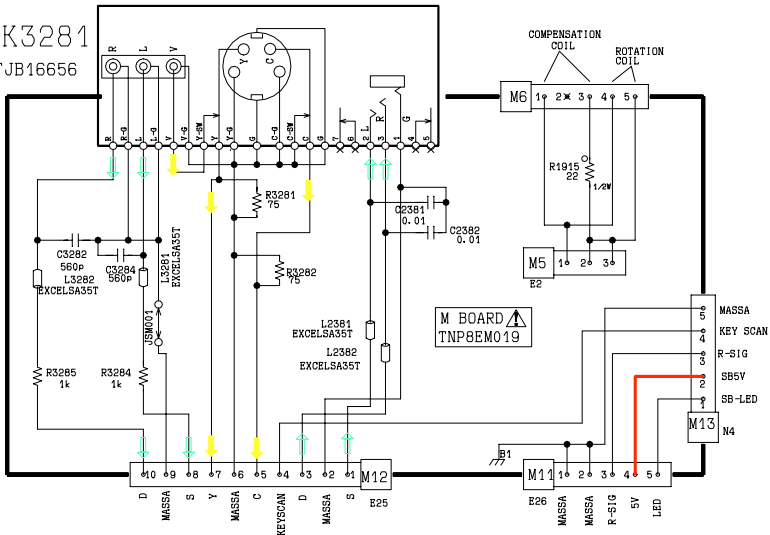 K3281
TJB16656
R L V
Y C
R R-G L L-G V V-G Y-SW Y Y-G G C-G C-SW C G 7 6 2 3 1 4 5
L R G
COMPENSATION
COIL
ROTATION
COIL
M6 1 2 3 4 5
R1915
22
1/2W
M5 1 2 3
E2
R3281
75
C2381
0.01
C2382
0.01
C3282
560p
C3284
560p
L3282
EXCELSA35T
L3281
EXCELSA35T
R3282
75
JSM001
L2381
EXCELSA35T
L2382
EXCELSA35T
M BOARD
TNP8EM019
R3285
1k
R3284
1k
5 MASSA
4 KEY SCAN
3 R-SIG
2 SB5V
1 SB-LED
M13
N4
B1
10 9 8 7 6 5 4 3 2 1 M12
E25
D MASSA S Y MASSA C KEYSCAN D MASSA S
M11 1 2 3 4 5
E26
MASSA MASSA R-SIG 5V LED